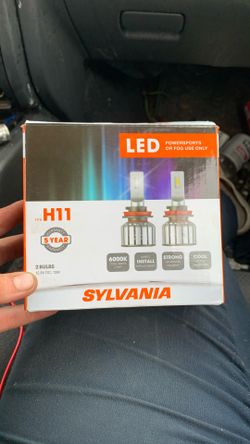 LED
POWERSPORTS
OR FOG USE ONLY
H11
5 YEAR
2 BULBS
6000K
INSTALL
STRONG
COOL
SYLVANIA